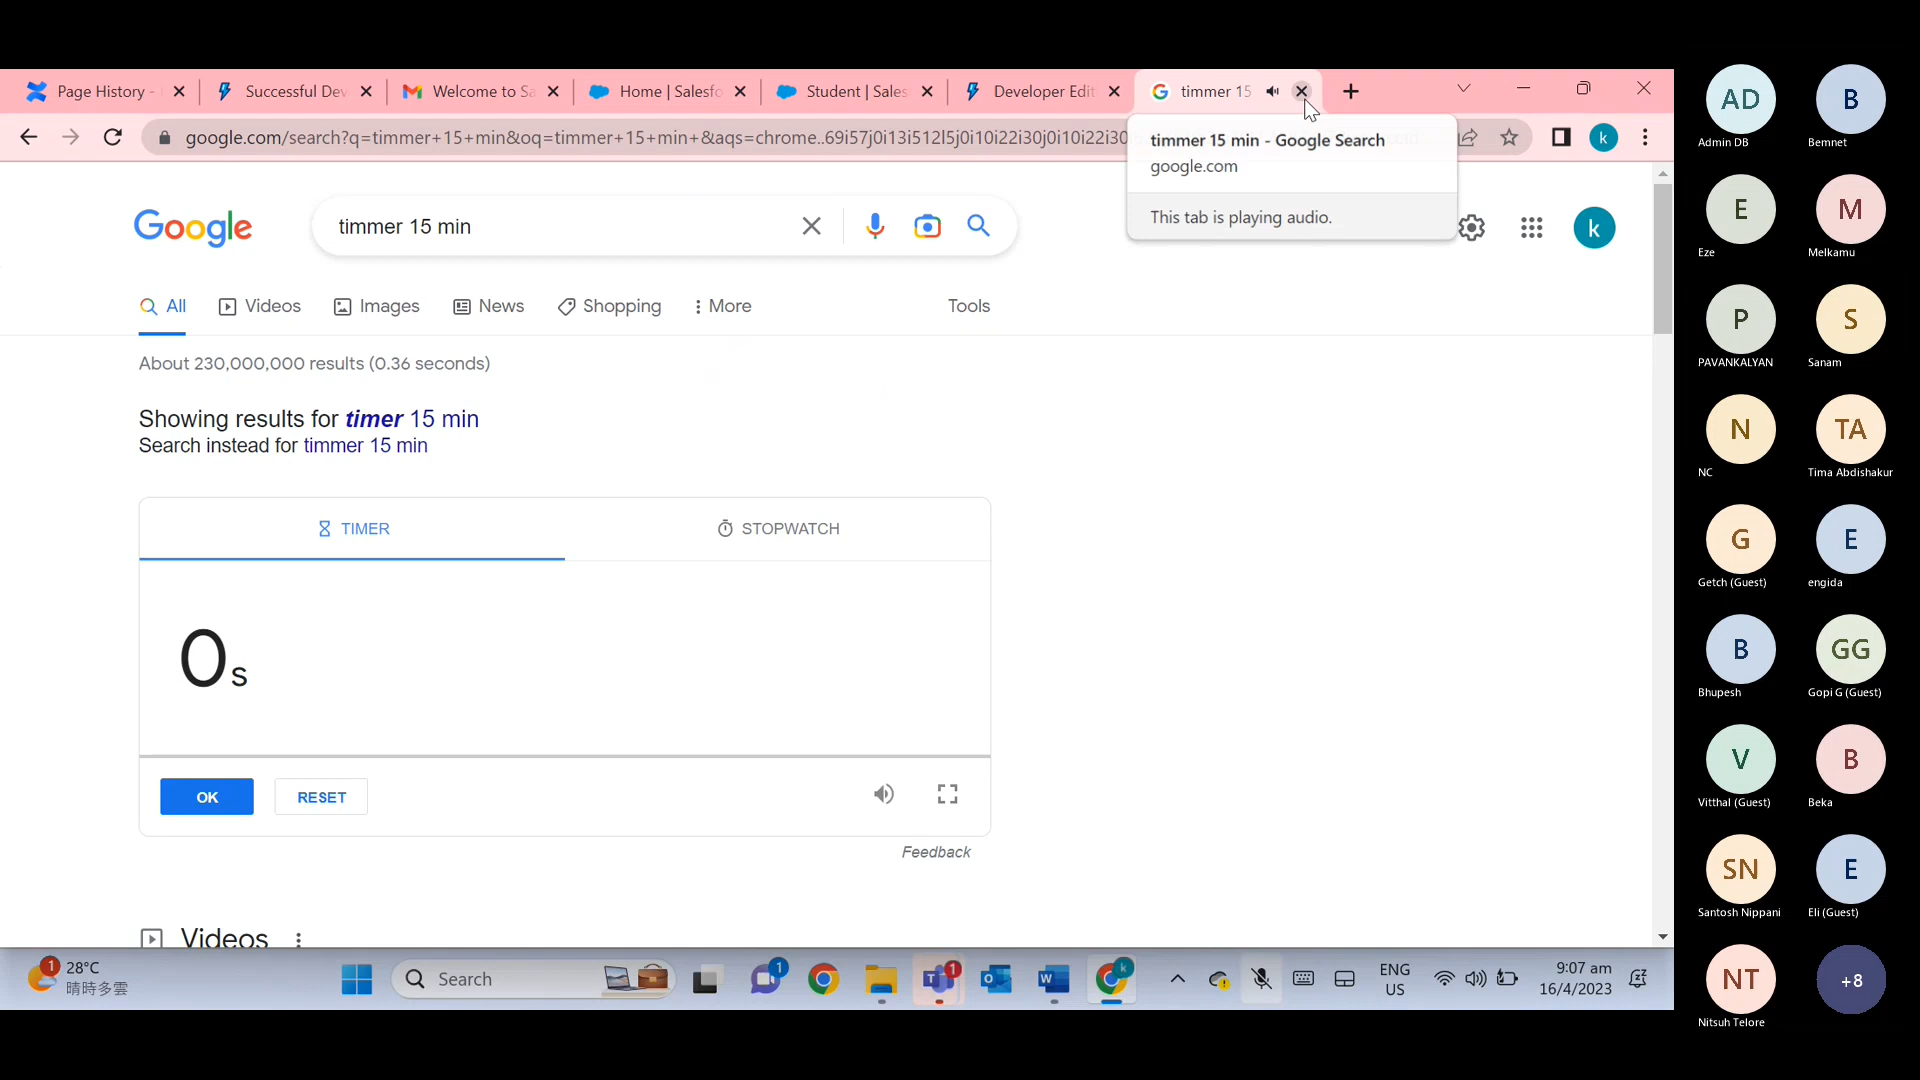 Page History -
Successful Dev
Welcome to Sa
Home | Salesfo
Student | Sales
Developer Edit
timmer 15
google.com/search?q=timmer+15+min&oq=timmer+15+min+&aqs=chrome..69i57j0i13i512l5j0i10i22i30j0i10i22i30
k
timmer 15 min - Google Search
google.com
This tab is playing audio.
Google
timmer 15 min
k
All
Videos
Images
News
Shopping
More
Tools
About 230,000,000 results (0.36 seconds)
Showing results for timer 15 min
Search instead for timmer 15 min
TIMER
STOPWATCH
0s
OK
RESET
Feedback
Videos
1
28°C
晴時多雲
Search
1
1
k
ENG
US
9:07 am
16/4/2023
AD
Admin DB
B
Bemnet
E
Eze
M
Melkamu
P
PAVANKALYAN
S
Sanam
N
NC
TA
Tima Abdishakur
G
Getch (Guest)
E
engida
B
Bhupesh
GG
Gopi G (Guest)
V
Vitthal (Guest)
B
Beka
SN
Santosh Nippani
E
Eli (Guest)
NT
Nitsuh Telore
+8